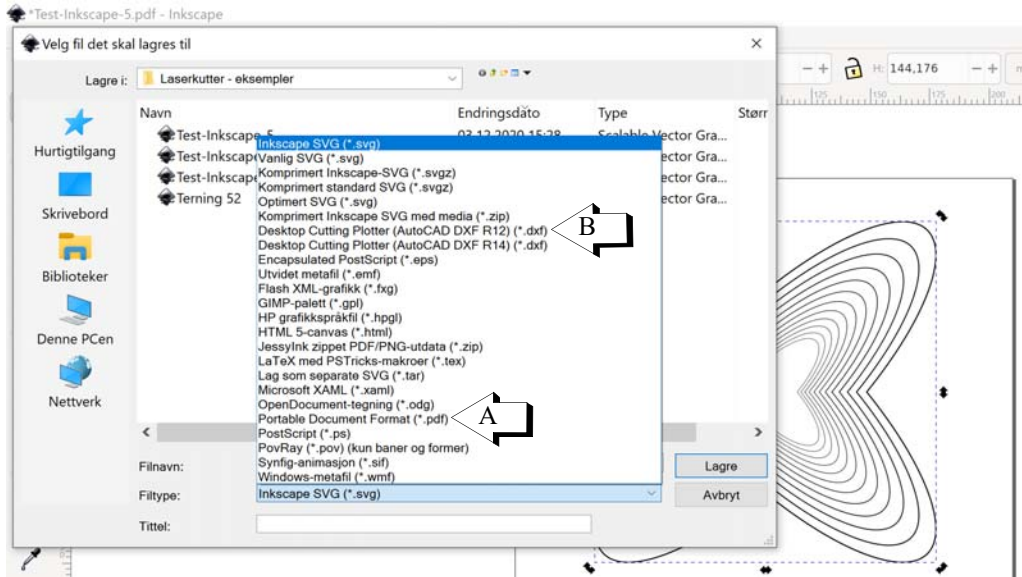 *Test-Inkscape-5.pdf - Inkscape
Velg fil det skal lagres til
Lagre i: Laserkutter - eksempler
H: 144,176
125 150 175 200
Navn Endringsdato Type Størr
Test-Inkscape-5 03.12.2020 15:28 Scalable Vector Gra...
Test-Inkscape ector Gra...
Test-Inkscape ector Gra...
Terning 52 ector Gra...
Hurtigtilgang
Skrivebord
Biblioteker
Denne PCen
Nettverk
Inkscape SVG (*.svg)
Vanlig SVG (*.svg)
Komprimert Inkscape-SVG (*.svgz)
Komprimert standard SVG (*.svgz)
Optimert SVG (*.svg)
Komprimert Inkscape SVG med media (*.zip)
Desktop Cutting Plotter (AutoCAD DXF R12) (*.dxf) B
Desktop Cutting Plotter (AutoCAD DXF R14) (*.dxf)
Encapsulated PostScript (*.eps)
Utvidet metafil (*.emf)
Flash XML-grafikk (*.fxg)
GIMP-palett (*.gpl)
HP grafikkspråkfil (*.hpgl)
HTML 5-canvas (*.html)
JessyInk zippet PDF/PNG-utdata (*.zip)
LaTeX med PSTricks-makroer (*.tex)
Lag som separate SVG (*.tar)
Microsoft XAML (*.xaml)
OpenDocument-tegning (*.odg)
Portable Document Format (*.pdf) A
PostScript (*.ps)
PovRay (*.pov) (kun baner og former)
Synfig-animasjon (*.sif)
Windows-metafil (*.wmf)
Filnavn: Lagre
Filtype: Inkscape SVG (*.svg) Avbryt
Tittel: